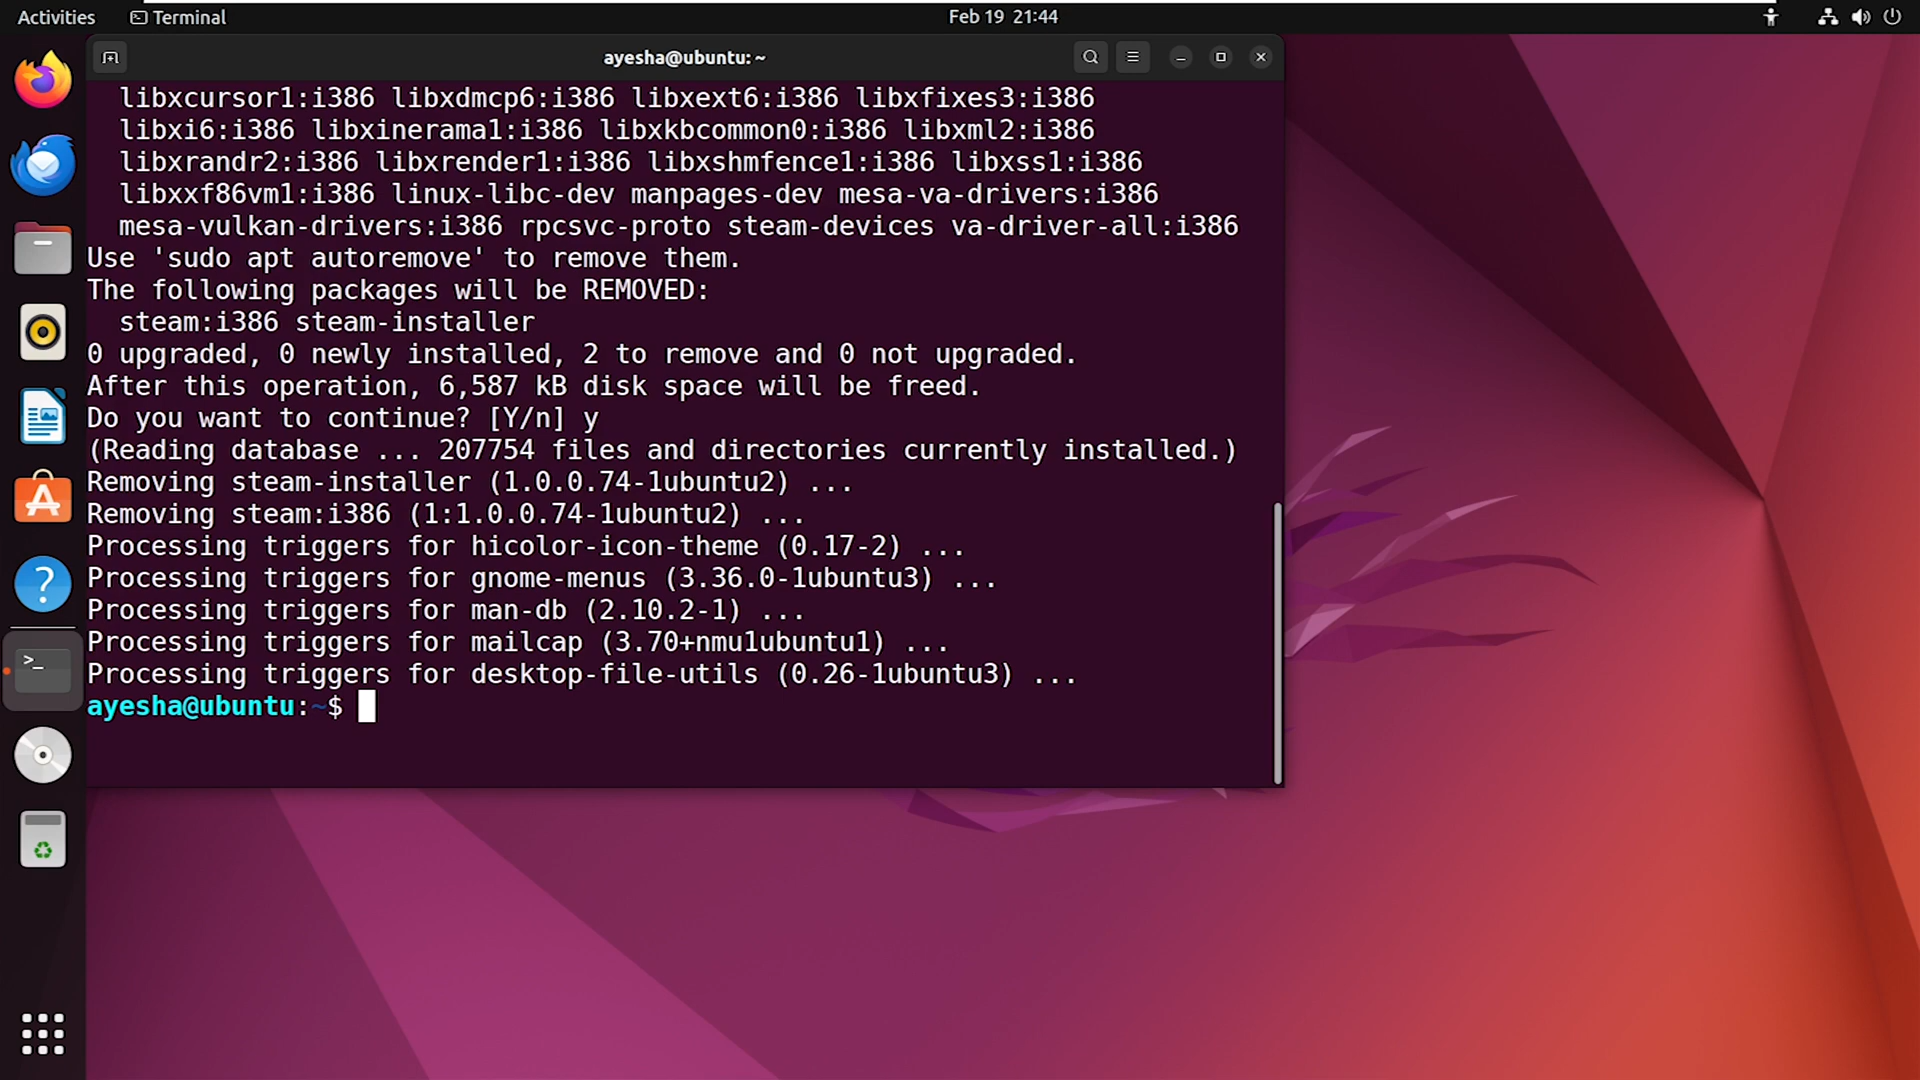 Activities Terminal Feb 19 21:44
ayesha@ubuntu: ~
libxcursor1:i386 libxdmcp6:i386 libxext6:i386 libxfixes3:i386
libxi6:i386 libxinerama1:i386 libxkbcommon0:i386 libxml2:i386
libxrandr2:i386 libxrender1:i386 libxshmfence1:i386 libxss1:i386
libxxf86vm1:i386 linux-libc-dev manpages-dev mesa-va-drivers:i386
mesa-vulkan-drivers:i386 rpcsvc-proto steam-devices va-driver-all:i386
Use 'sudo apt autoremove' to remove them.
The following packages will be REMOVED:
steam:i386 steam-installer
0 upgraded, 0 newly installed, 2 to remove and 0 not upgraded.
After this operation, 6,587 kB disk space will be freed.
Do you want to continue? [Y/n] y
(Reading database ... 207754 files and directories currently installed.)
Removing steam-installer (1.0.0.74-1ubuntu2) ...
Removing steam:i386 (1:1.0.0.74-1ubuntu2) ...
Processing triggers for hicolor-icon-theme (0.17-2) ...
Processing triggers for gnome-menus (3.36.0-1ubuntu3) ...
Processing triggers for man-db (2.10.2-1) ...
Processing triggers for mailcap (3.70+nmu1ubuntu1) ...
Processing triggers for desktop-file-utils (0.26-1ubuntu3) ...
ayesha@ubuntu:~$